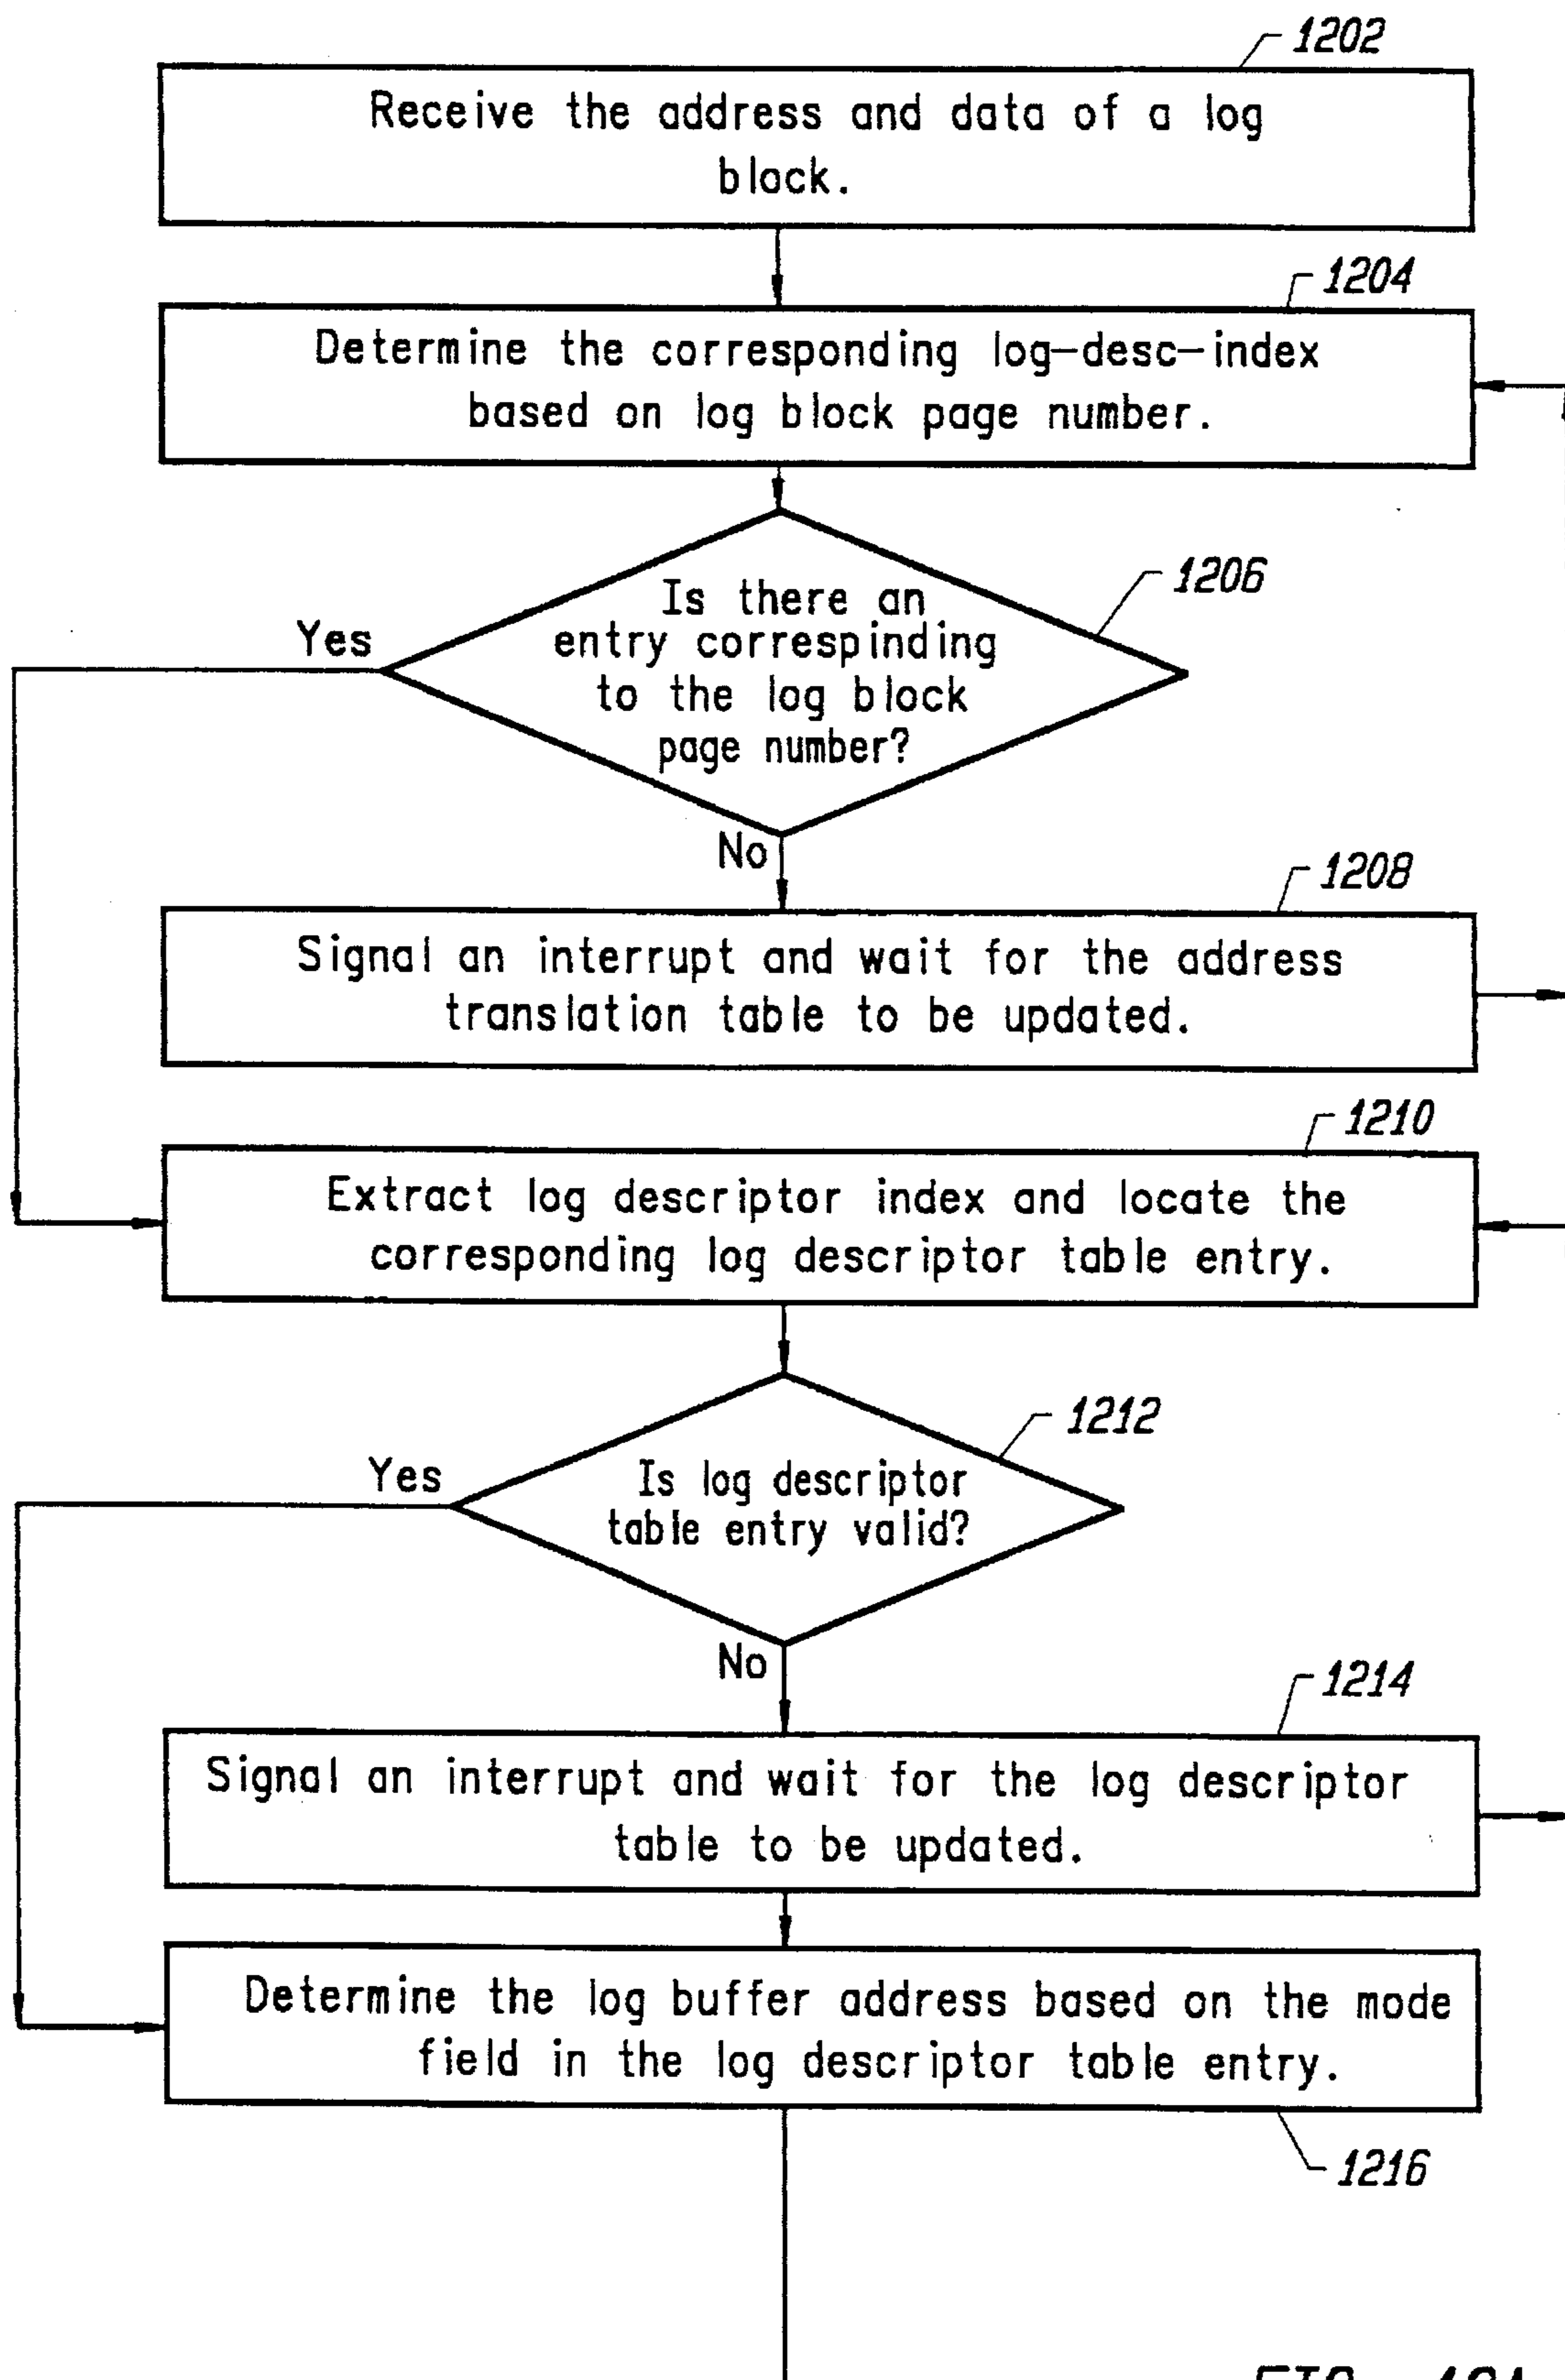 1202
Receive the address and data of a log
block.
1204
Determine the corresponding log-desc-index
based on log block page number.
1206
Is there an
entry correspinding
to the log block
page number?
Yes
No
1208
Signal an interrupt and wait for the address
translation table to be updated.
1210
Extract log descriptor index and locate the
corresponding log descriptor table entry.
1212
Yes
Is log descriptor
table entry valid?
No
1214
Signal an interrupt and wait for the log descriptor
table to be updated.
Determine the log buffer address based on the mode
field in the log descriptor table entry.
1216